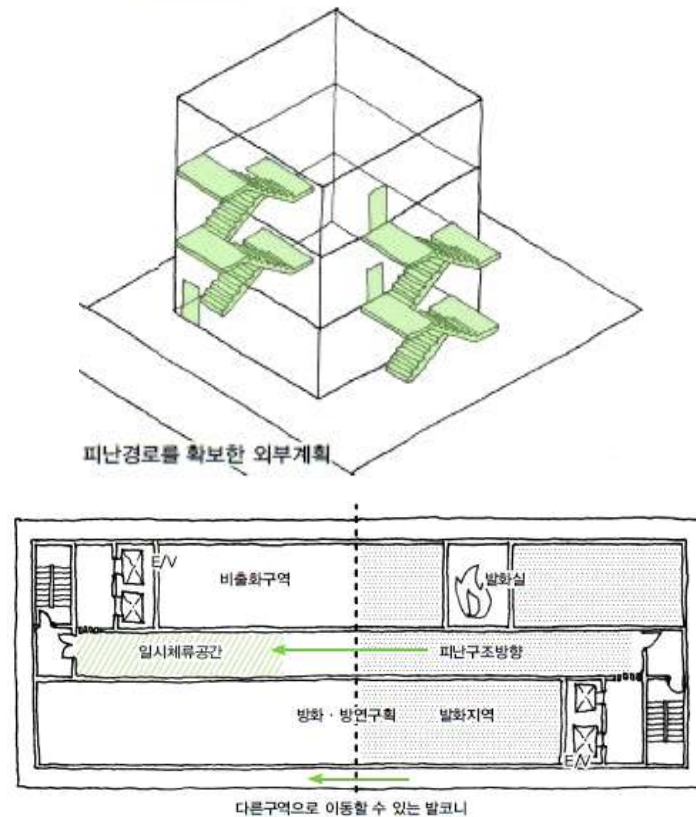 피난경로를 확보한 외부계획
E/V
비출화구역
발화실
일시체류공간
피난구조방향
방화 · 방연구획
발화지역
E/V
다른구역으로 이동할 수 있는 발코니